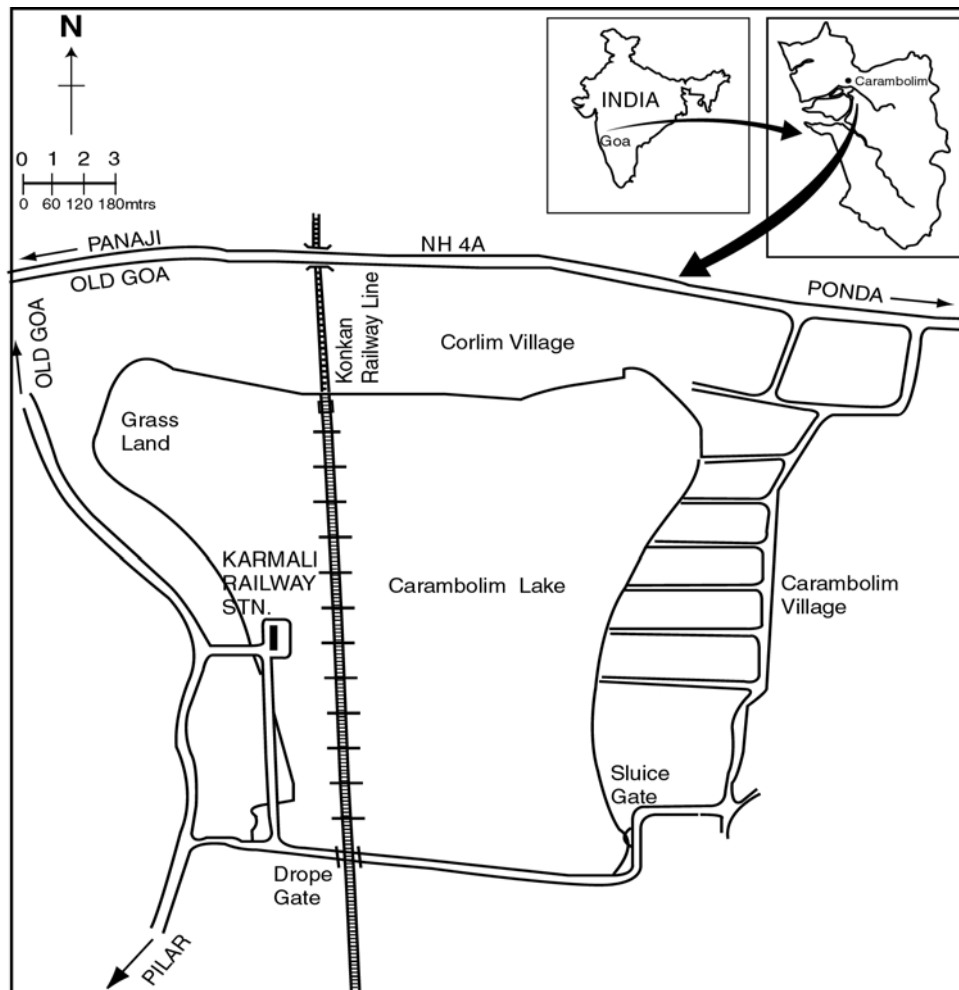 N
0 1 2 3
0 60 120 180mtrs
INDIA
Goa
Carambolim
PANAJI
OLD GOA
NH 4A
PONDA
OLD GOA
Konkan
Railway Line
Corlim Village
Grass
Land
KARMALI
RAILWAY
STN.
Carambolim Lake
Carambolim
Village
Sluice
Gate
Drope
Gate
PILAR